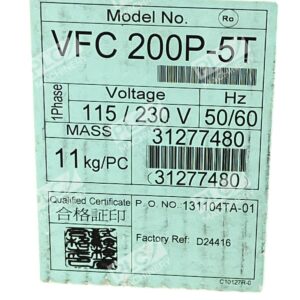 Model No. Ro
VFC 200P-5T
1Phase
Voltage Hz
115 / 230 V 50/60
MASS 31277480
11kg/PC
31277480
Qualified Certificate P. O. NO. 131104TA-01
合格証印
Factory Ref: D24416
C10127R-0